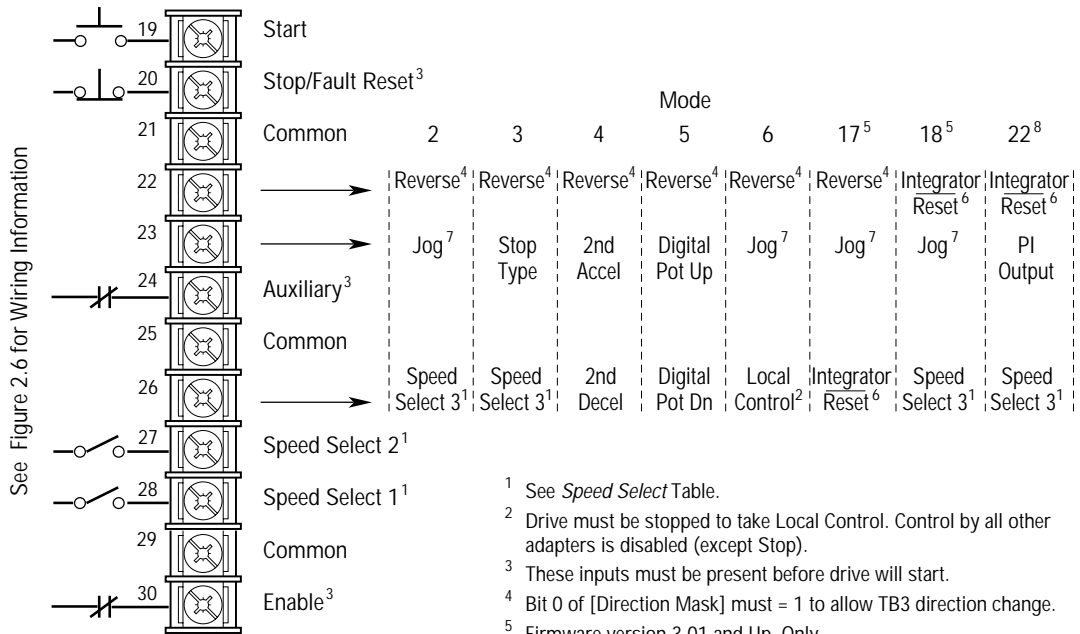 See Figure 2.6 for Wiring Information
19 Start
20 Stop/Fault Reset³
Mode
21 Common 2 3 4 5 6 17⁵ 18⁵ 22⁸
22 Reverse⁴ Reverse⁴ Reverse⁴ Reverse⁴ Reverse⁴ Reverse⁴ Integrator Integrator
Reset⁶ Reset⁶
23 Jog⁷ Stop 2nd Digital Jog⁷ Jog⁷ Jog⁷ PI
Type Accel Pot Up Output
24 Auxiliary³
25 Common
26 Speed Speed 2nd Digital Local Integrator Speed Speed
Select 3¹ Select 3¹ Decel Pot Dn Control² Reset⁶ Select 3¹ Select 3¹
27 Speed Select 2¹
28 Speed Select 1¹
29 Common
30 Enable³
¹ See Speed Select Table.
² Drive must be stopped to take Local Control. Control by all other
adapters is disabled (except Stop).
³ These inputs must be present before drive will start.
⁴ Bit 0 of [Direction Mask] must = 1 to allow TB3 direction change.
⁵ Firmware version